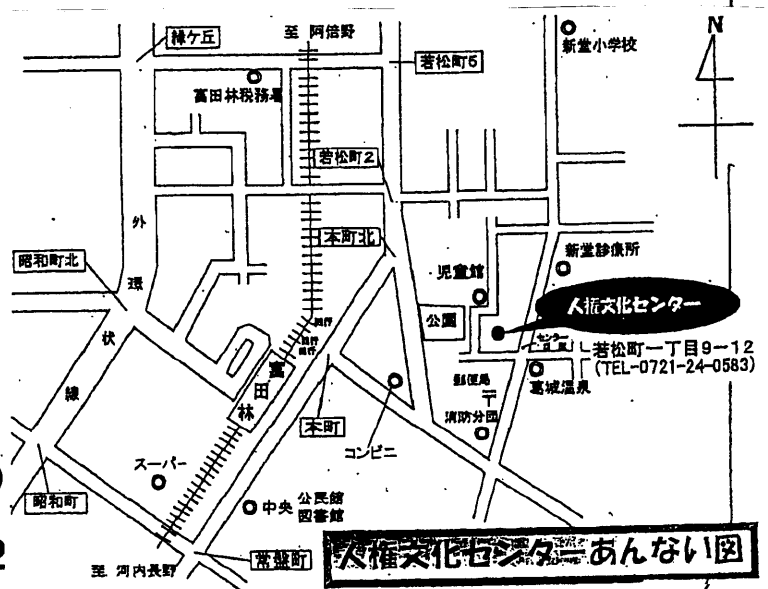 緑ケ丘
至 阿倍野
新堂小学校
N
若松町5
富田林税務署
若松町2
外
環
状
線
本町北
昭和町北
新堂診療所
児童館
人権文化センター
公園
若松町一丁目9-12
(TEL-0721-24-0583)
富
田
林
郵便局
〒
葛城温泉
消防分団
本町
コンビニ
スーパー
昭和町
中央 公民館
図書館
至 河内長野
常盤町
人権文化センターあんない図